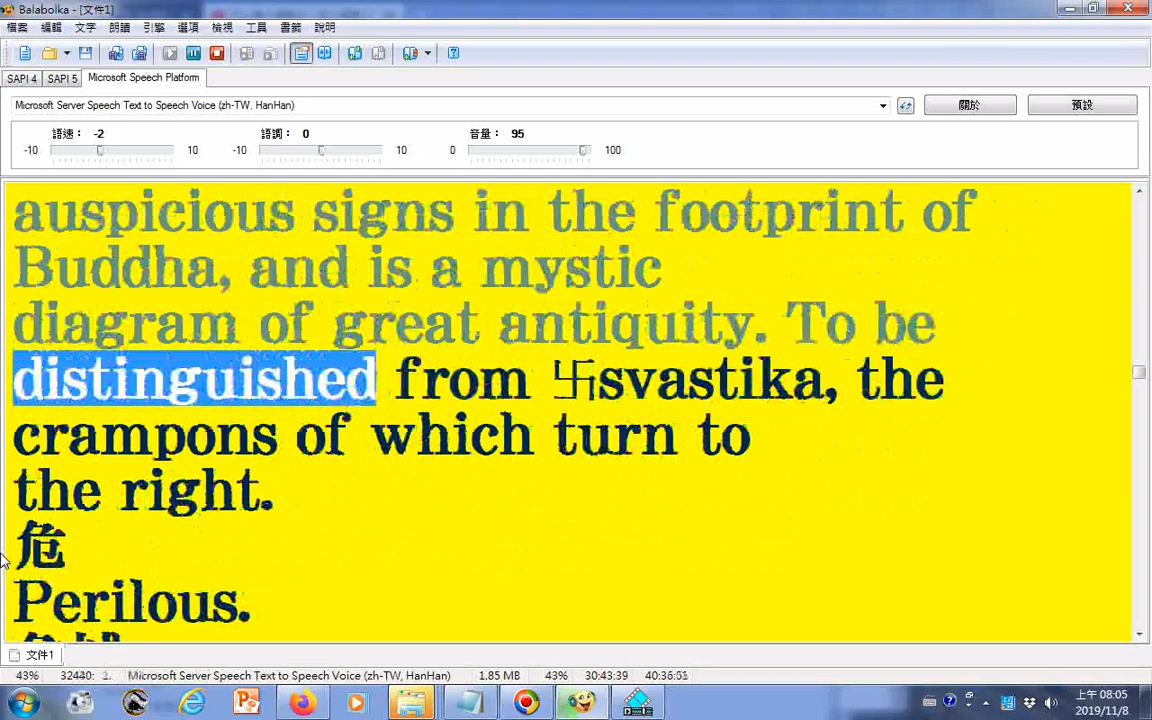 Balabolka - [文件1]
檔案 編輯 文字 朗讀 引擎 選項 檢視 工具 書籤 說明
SAPI 4 SAPI 5 Microsoft Speech Platform
Microsoft Server Speech Text to Speech Voice (zh-TW, HanHan) 關於 預設
語速: -2 語調: 0 音量: 95
-10 10 -10 10 0 100
auspicious signs in the footprint of
Buddha, and is a mystic
diagram of great antiquity. To be
distinguished from 卐svastika, the
crampons of which turn to
the right.
危
Perilous.
文件1
43% Microsoft Server Speech Text to Speech Voice (zh-TW, HanHan) 1.85 MB 43% 30:43:39
上午 08:05
2019/11/8